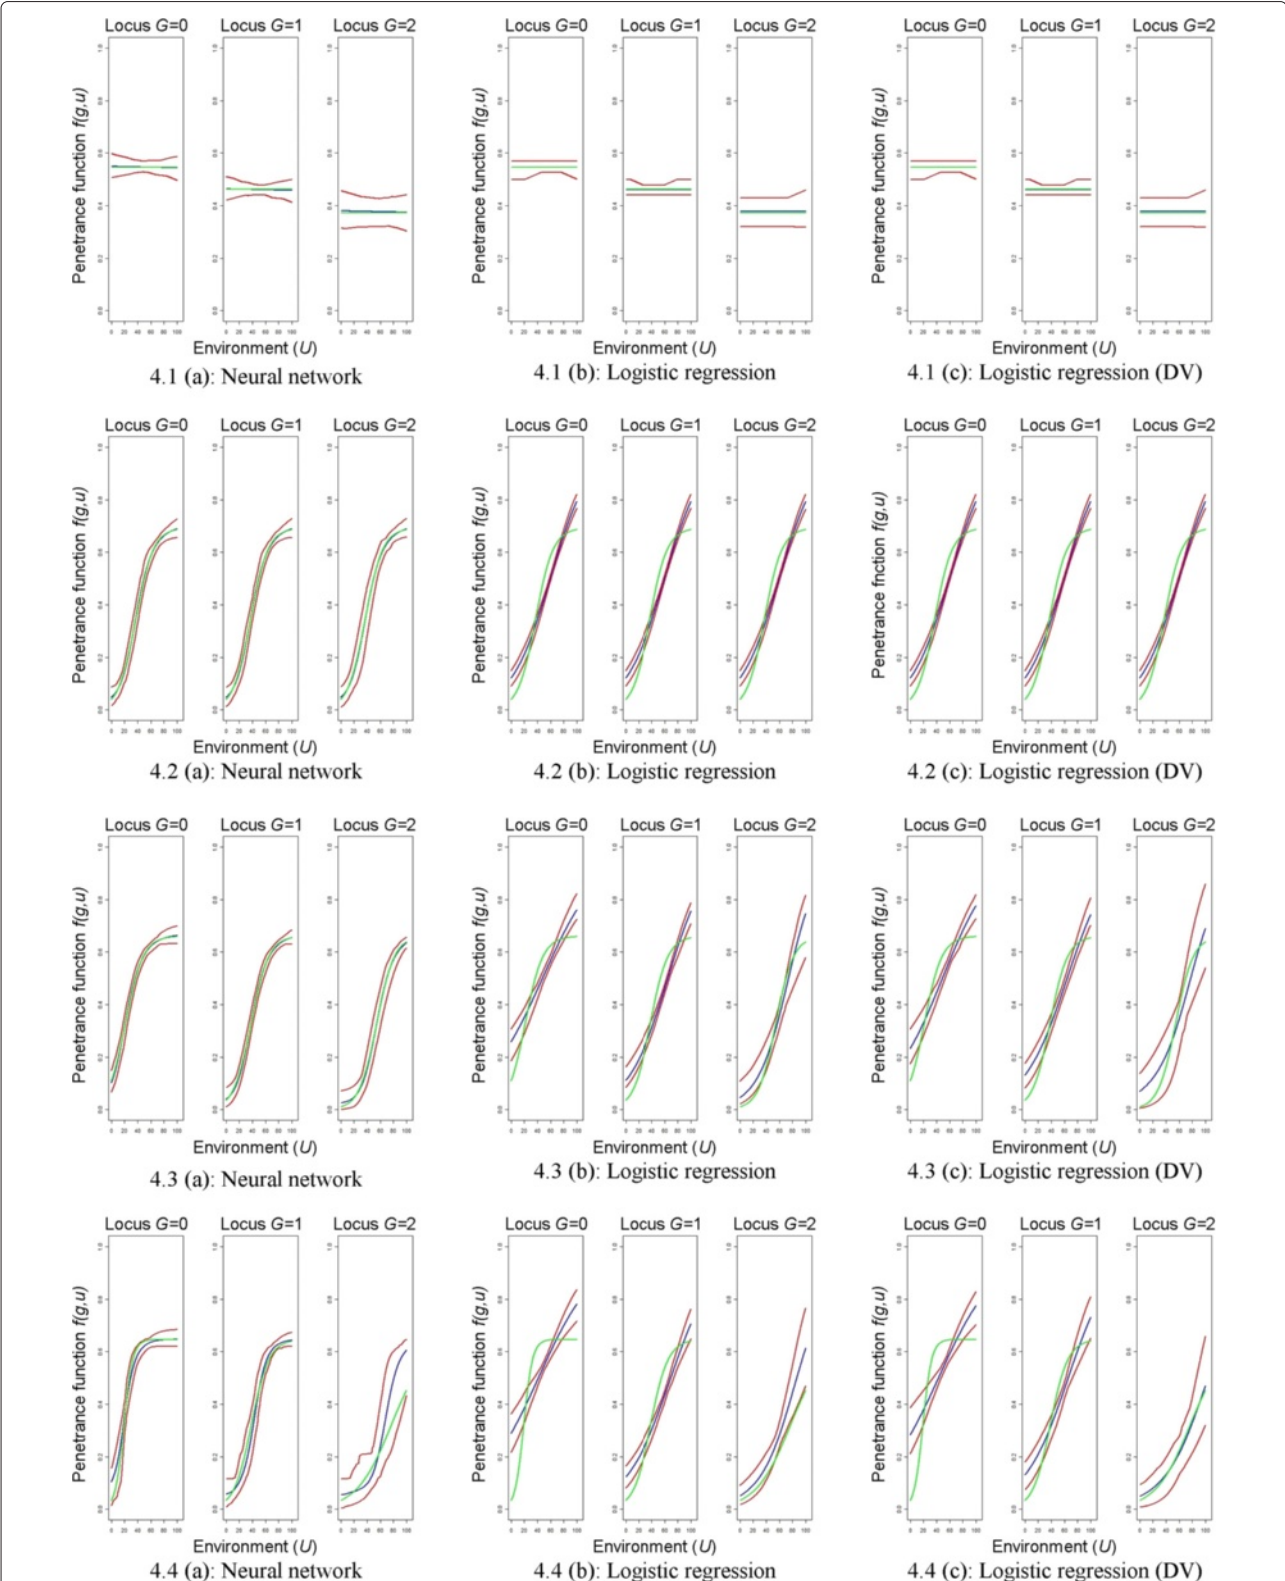 Locus G=0 Locus G=1 Locus G=2 Locus G=0 Locus G=1 Locus G=2 Locus G=0 Locus G=1 Locus G=2
Penetrance function f(g,u) Penetrance function f(g,u) Penetrance function f(g,u)
Environment (U) Environment (U) Environment (U)
4.1 (a): Neural network 4.1 (b): Logistic regression 4.1 (c): Logistic regression (DV)
Locus G=0 Locus G=1 Locus G=2 Locus G=0 Locus G=1 Locus G=2 Locus G=0 Locus G=1 Locus G=2
Penetrance function f(g,u) Penetrance function f(g,u) Penetrance fnction f(g,u)
Environment (U) Environment (U) Environment (U)
4.2 (a): Neural network 4.2 (b): Logistic regression 4.2 (c): Logistic regression (DV)
Locus G=0 Locus G=1 Locus G=2 Locus G=0 Locus G=1 Locus G=2 Locus G=0 Locus G=1 Locus G=2
Penetrance function f(g,u) Penetrance function f(g,u) Penetrance function f(g,u)
Environment (U) Environment (U) Environment (U)
4.3 (a): Neural network 4.3 (b): Logistic regression 4.3 (c): Logistic regression (DV)
Locus G=0 Locus G=1 Locus G=2 Locus G=0 Locus G=1 Locus G=2 Locus G=0 Locus G=1 Locus G=2
Penetrance function f(g,u) Penetrance function f(g,u) Penetrance function f(g,u)
Environment (U) Environment (U) Environment (U)
4.4 (a): Neural network 4.4 (b): Logistic regression 4.4 (c): Logistic regression (DV)